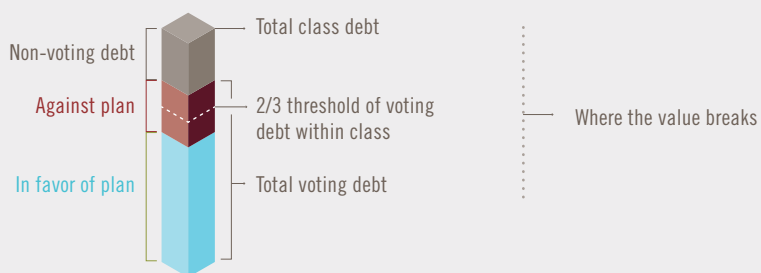 Total class debt
Non-voting debt
Against plan
2/3 threshold of voting
debt within class
Where the value breaks
In favor of plan
Total voting debt